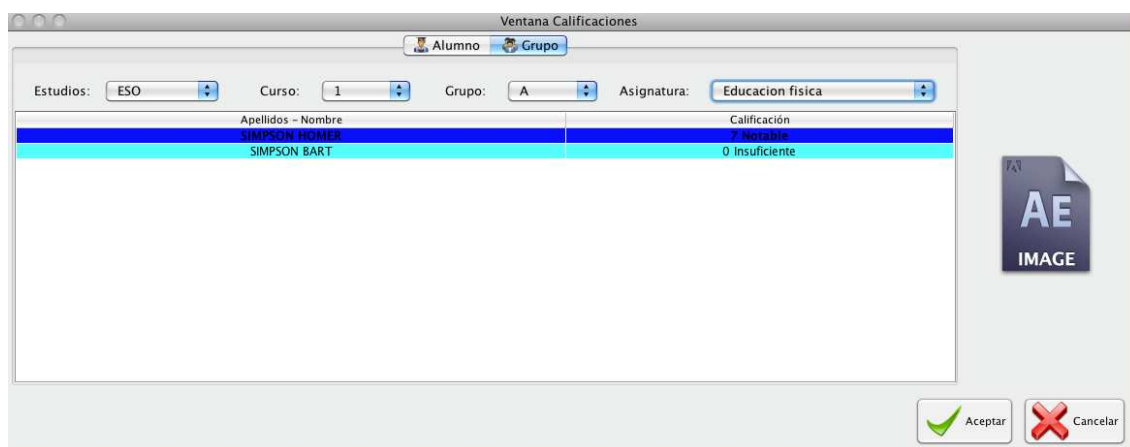 Ventana Calificaciones
Alumno Grupo
Estudios: ESO Curso: 1 Grupo: A Asignatura: Educacion fisica
Apellidos - Nombre Calificación
SIMPSON HOMER 7 Notable
SIMPSON BART 0 Insuficiente
AE
IMAGE
Aceptar Cancelar